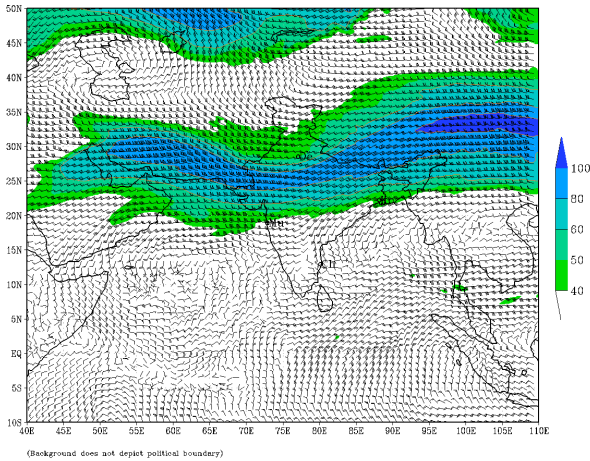 50N
45N
40N
35N
30N
25N
20N
15N
10N
5N
EQ
5S
10S
40E 45E 50E 55E 60E 65E 70E 75E 80E 85E 90E 95E 100E 105E 110E
100
80
60
50
40
(Background does not depict political boundary)